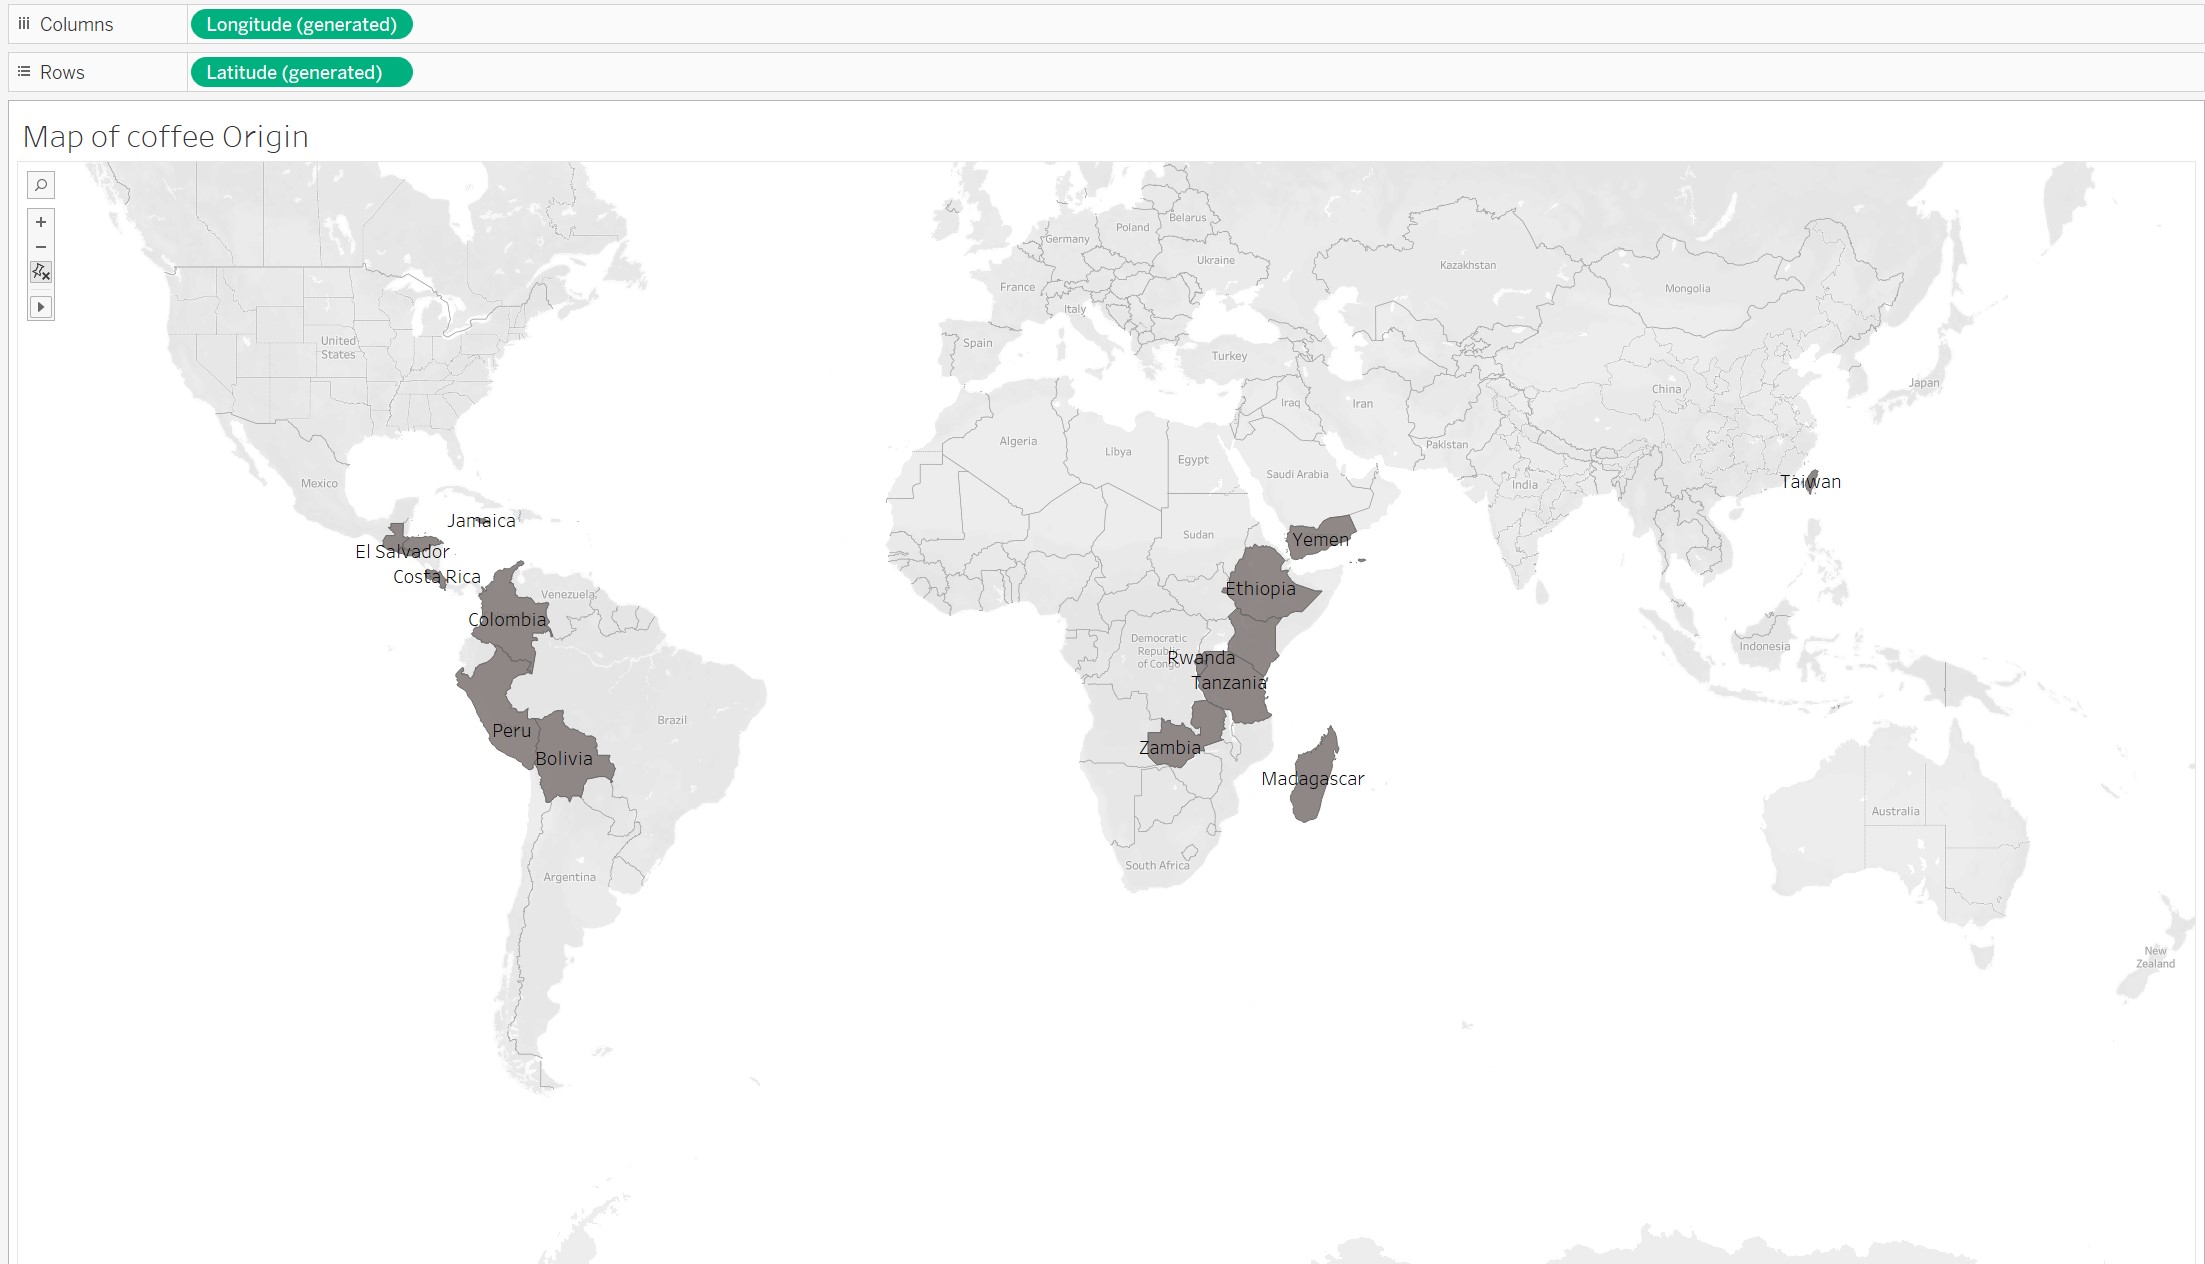 Columns
Longitude (generated)
Rows
Latitude (generated)
Map of coffee Origin
Belarus
Poland
Germany
Ukraine
Kazakhstan
France
Mongolia
Italy
United
States
Spain
Turkey
Japan
China
Iraq
Iran
Algeria
Libya
Egypt
Pakistan
Saudi Arabia
Mexico
India
Taiwan
Jamaica
Sudan
Yemen
El Salvador
Costa Rica
Ethiopia
Venezuela
Colombia
Democratic
Republic
of Congo
Indonesia
Rwanda
Tanzania
Brazil
Peru
Zambia
Bolivia
Madagascar
Australia
South Africa
Argentina
New
Zealand